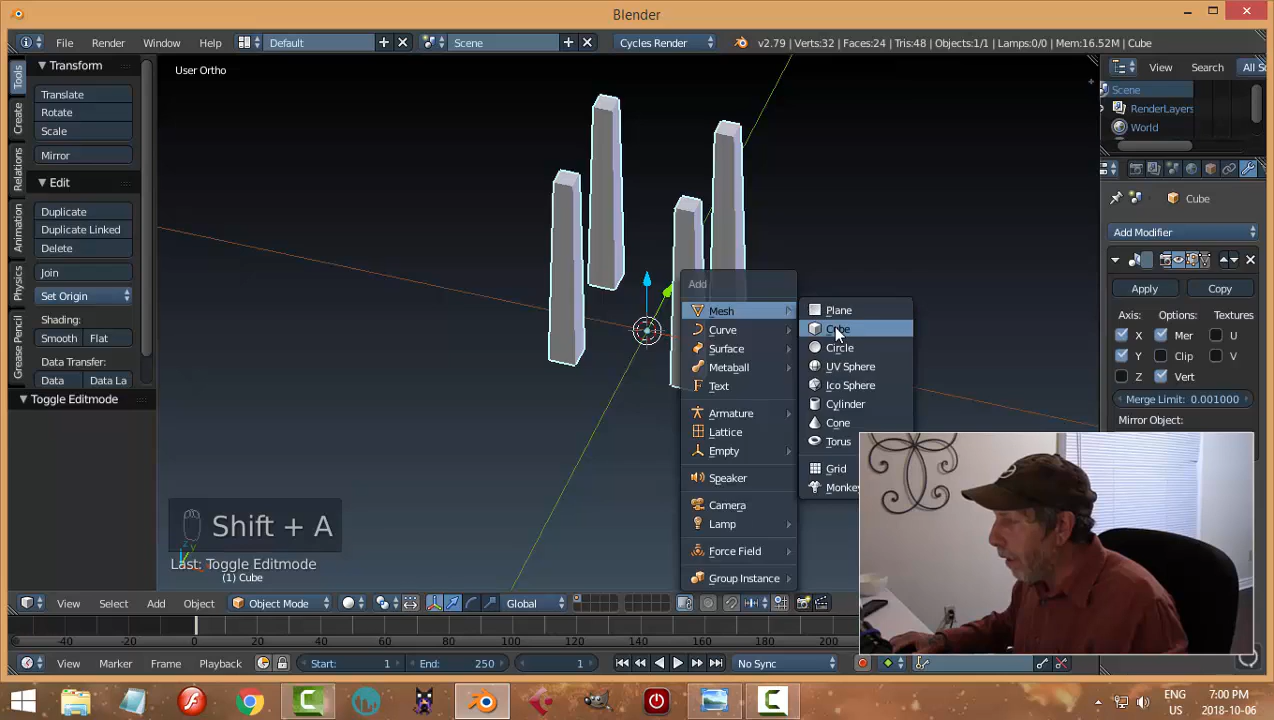 Blender
File Render Window Help Default Scene Cycles Render v2.79 | Verts:32 | Faces:24 | Tris:48 | Objects:1/1 | Lamps:0/0 | Mem:16.52M | Cube
User Ortho
Tools
Create
Relations
Animation
Physics
Grease Pencil
Transform
Translate
Rotate
Scale
Mirror
Edit
Duplicate
Duplicate Linked
Delete
Join
Set Origin
Shading:
Smooth Flat
Data Transfer:
Data Data La
Toggle Editmode
Add
Mesh
Curve
Surface
Metaball
Text
Armature
Lattice
Empty
Speaker
Camera
Lamp
Force Field
Group Instance
Plane
Cube
Circle
UV Sphere
Ico Sphere
Cylinder
Cone
Torus
Grid
Monkey
Shift + A
Last: Toggle Editmode
(1) Cube
View Search All S
Scene
RenderLayers
World
Cube
Add Modifier
Apply Copy
Axis: Options: Textures
X Mer U
Y Clip V
Z Vert
Merge Limit: 0.001000
Mirror Object:
View Select Add Object Object Mode Global
-40 -20 0 20 40 60 80 100 120 140 160 180 200
View Marker Frame Playback Start: 1 End: 250 1 No Sync
ENG 7:00 PM
US 2018-10-06